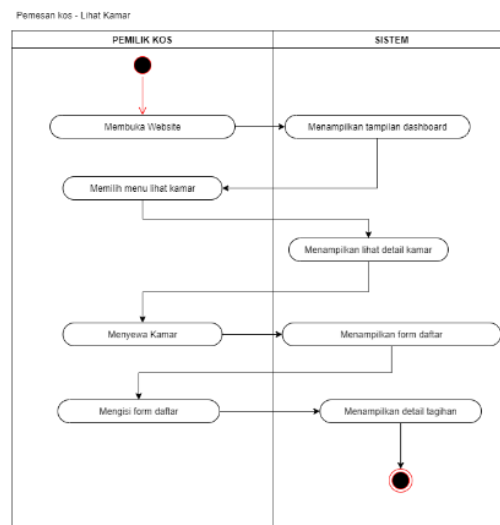 Pemesan kos - Lihat Kamar
PEMILIK KOS
SISTEM
Membuka Website
Menampilkan tampilan dashboard
Memilih menu lihat kamar
Menampilkan lihat detail kamar
Menyewa Kamar
Menampilkan form daftar
Mengisi form daftar
Menampilkan detail tagihan